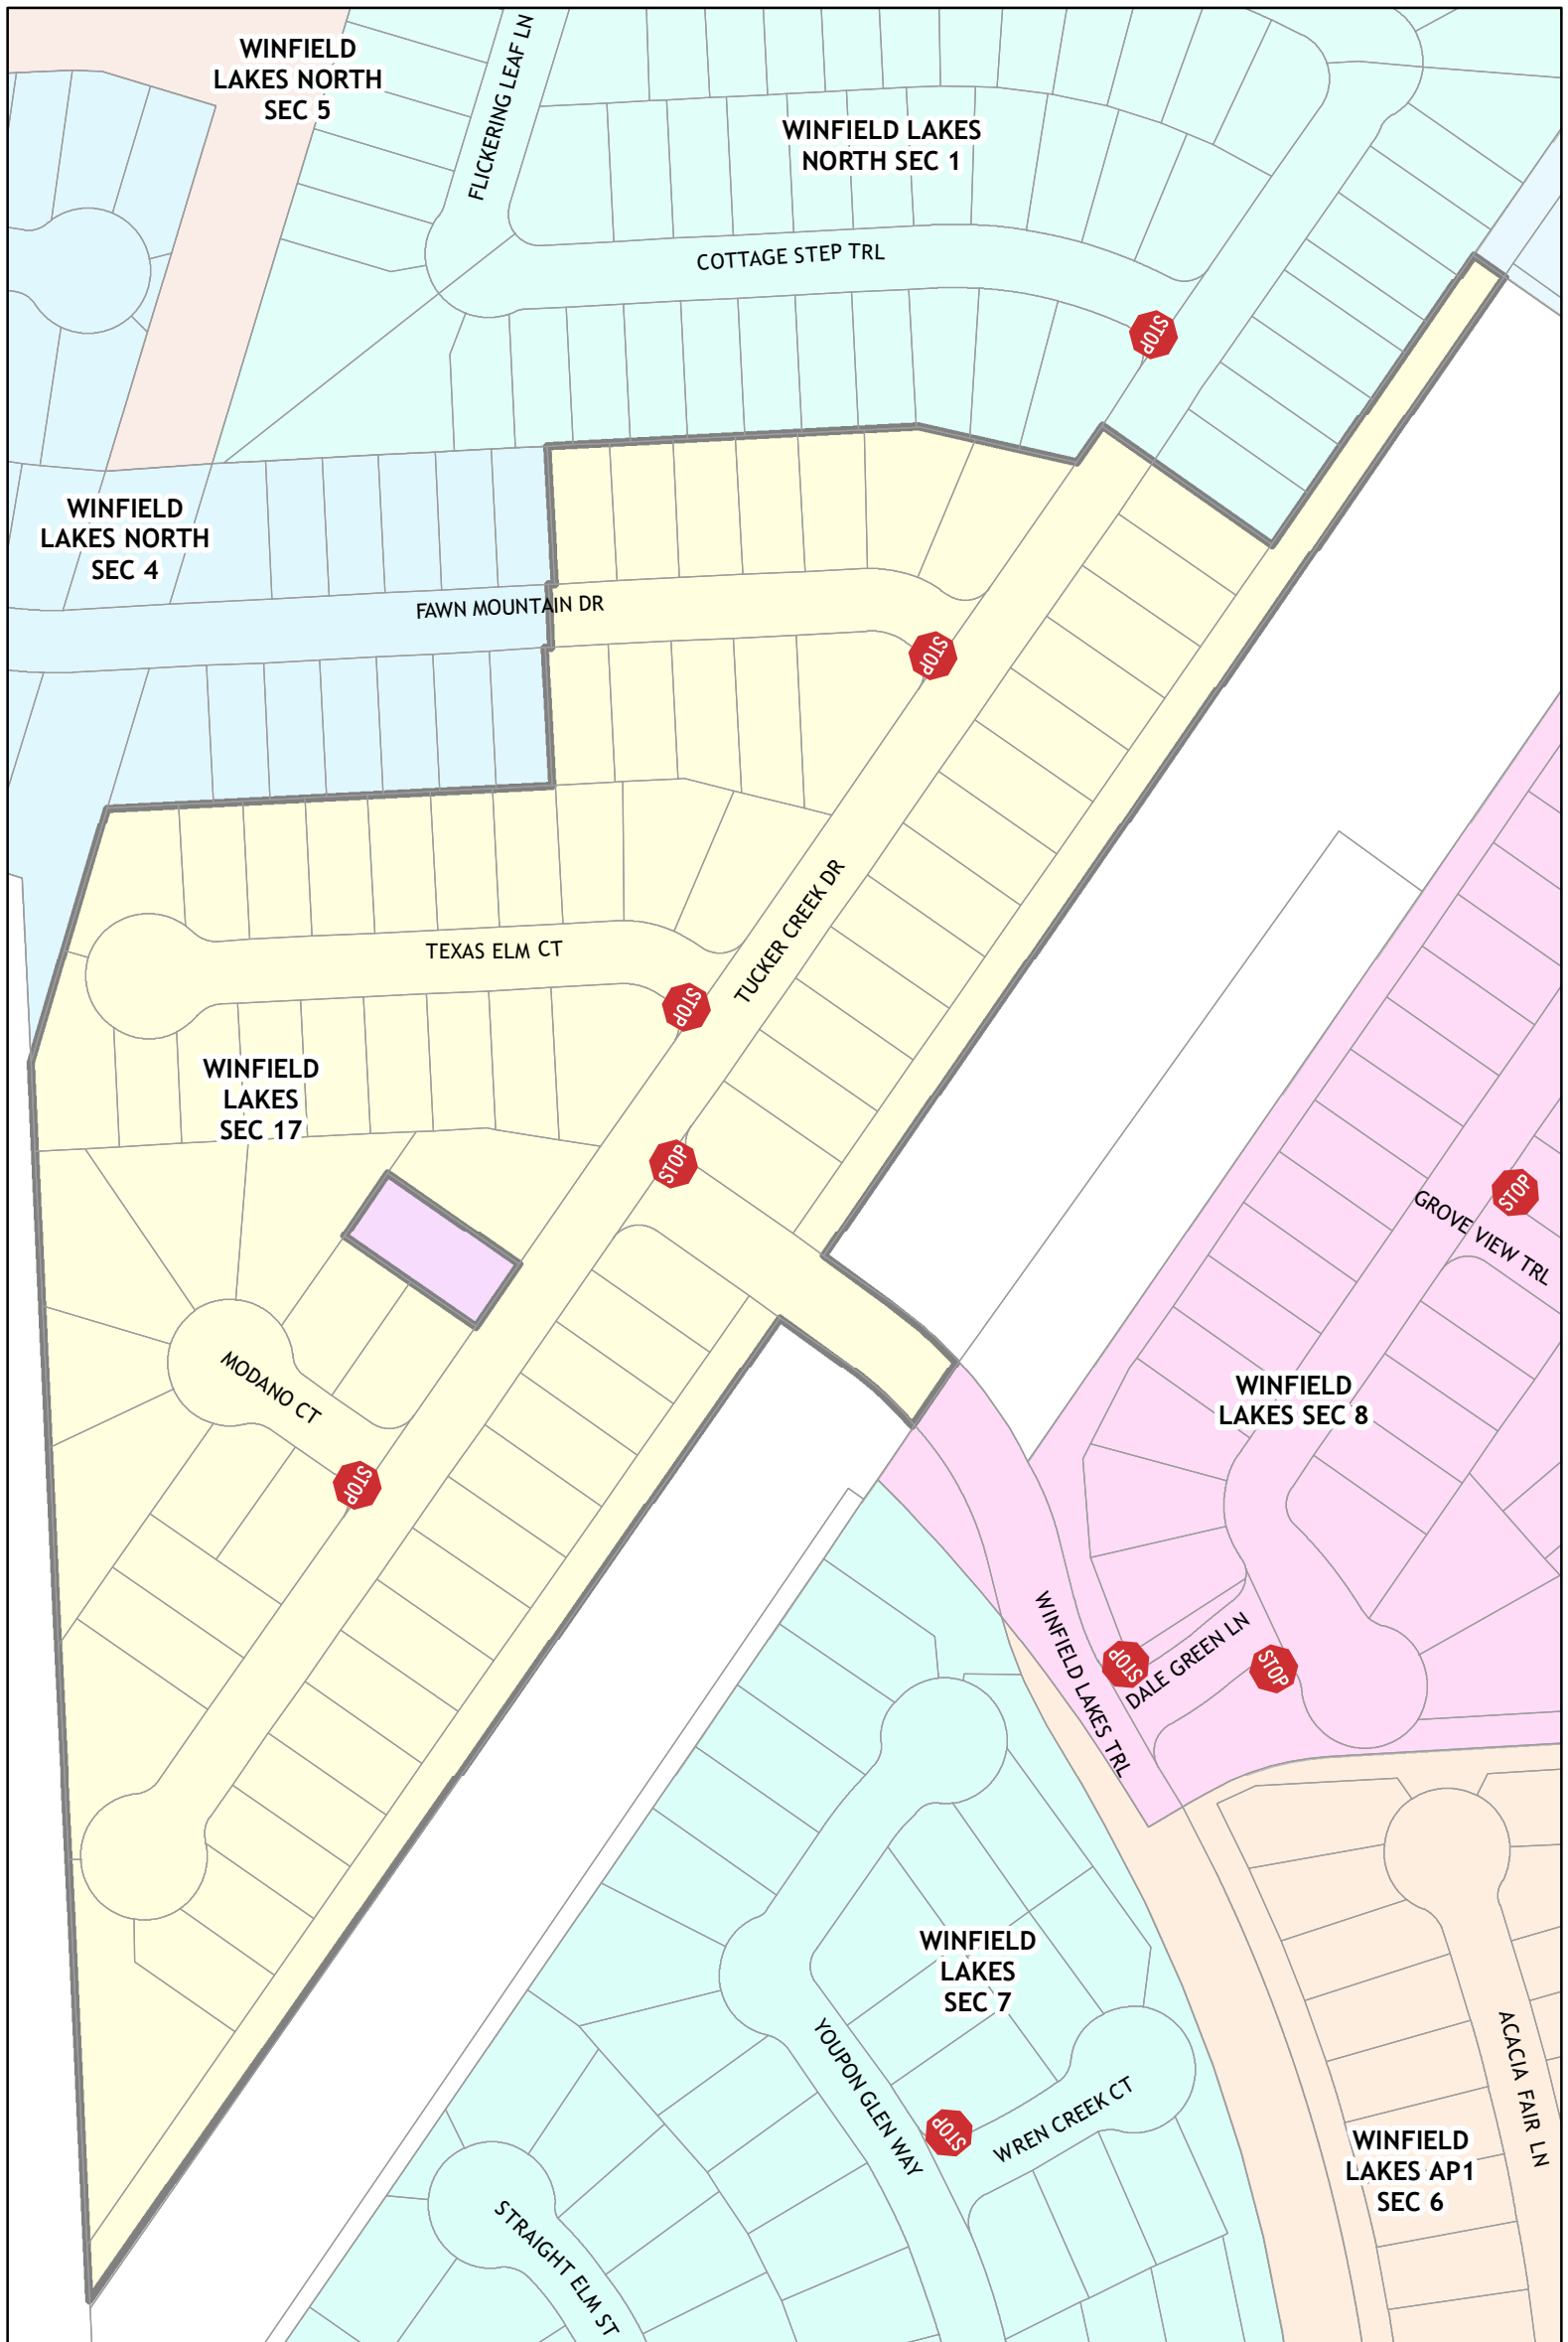 WINFIELD
LAKES NORTH
SEC 5
FLICKERING LEAF LN
WINFIELD LAKES
NORTH SEC 1
COTTAGE STEP TRL
STOP
WINFIELD
LAKES NORTH
SEC 4
FAWN MOUNTAIN DR
STOP
TUCKER CREEK DR
TEXAS ELM CT
STOP
WINFIELD
LAKES
SEC 17
STOP
STOP
GROVE VIEW TRL
MODANO CT
WINFIELD
LAKES SEC 8
STOP
WINFIELD LAKES TRL
STOP
DALE GREEN LN
STOP
WINFIELD
LAKES
SEC 7
YOUPON GLEN WAY
STOP
WREN CREEK CT
ACACIA FAIR LN
WINFIELD
LAKES AP1
SEC 6
STRAIGHT ELM ST